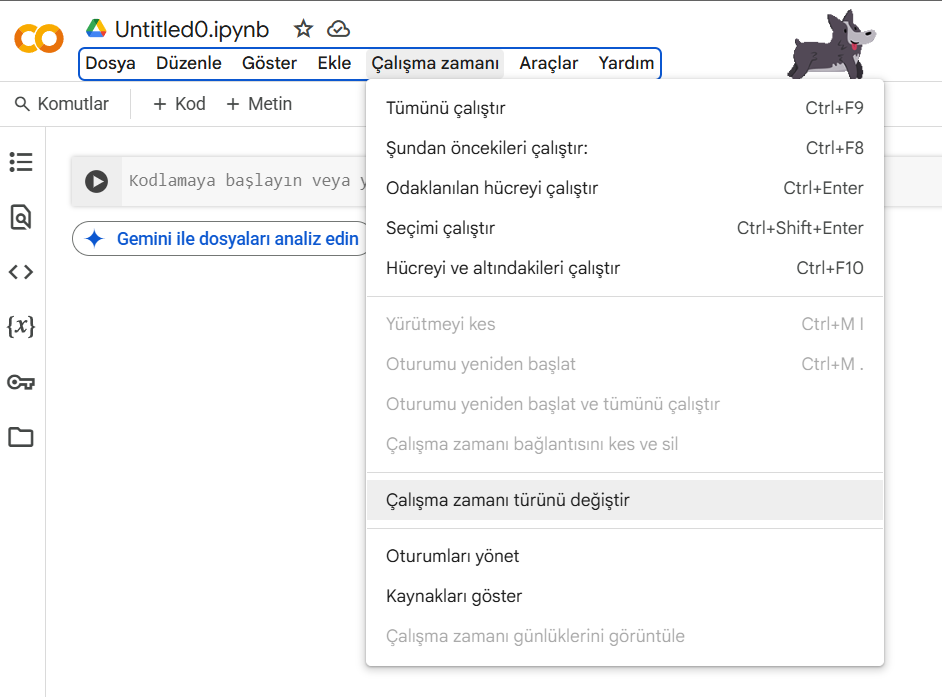 Untitled0.ipynb
Dosya Düzenle Göster Ekle Çalışma zamanı Araçlar Yardım
Komutlar + Kod + Metin
Kodlamaya başlayın veya
Gemini ile dosyaları analiz edin
Tümünü çalıştır Ctrl+F9
Şundan öncekileri çalıştır: Ctrl+F8
Odaklanılan hücreyi çalıştır Ctrl+Enter
Seçimi çalıştır Ctrl+Shift+Enter
Hücreyi ve altındakileri çalıştır Ctrl+F10
Yürütmeyi kes Ctrl+M I
Oturumu yeniden başlat Ctrl+M .
Oturumu yeniden başlat ve tümünü çalıştır
Çalışma zamanı bağlantısını kes ve sil
Çalışma zamanı türünü değiştir
Oturumları yönet
Kaynakları göster
Çalışma zamanı günlüklerini görüntüle